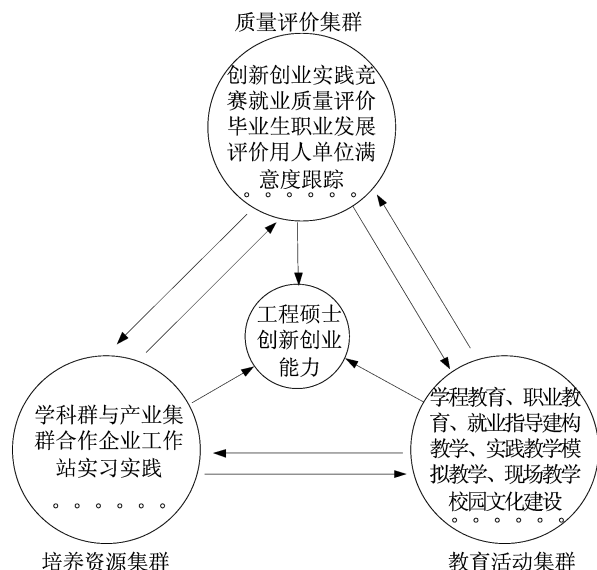 质量评价集群
创新创业实践竞
赛就业质量评价
毕业生职业发展
评价用人单位满
意度跟踪
。。。。。。
工程硕士
创新创业
能力
学科群与产业集
群合作企业工作
站实习实践
。。。。。。
培养资源集群
学程教育、职业教
育、就业指导建构
教学、实践教学模
拟教学、现场教学
校园文化建设
。。。。。。
教育活动集群